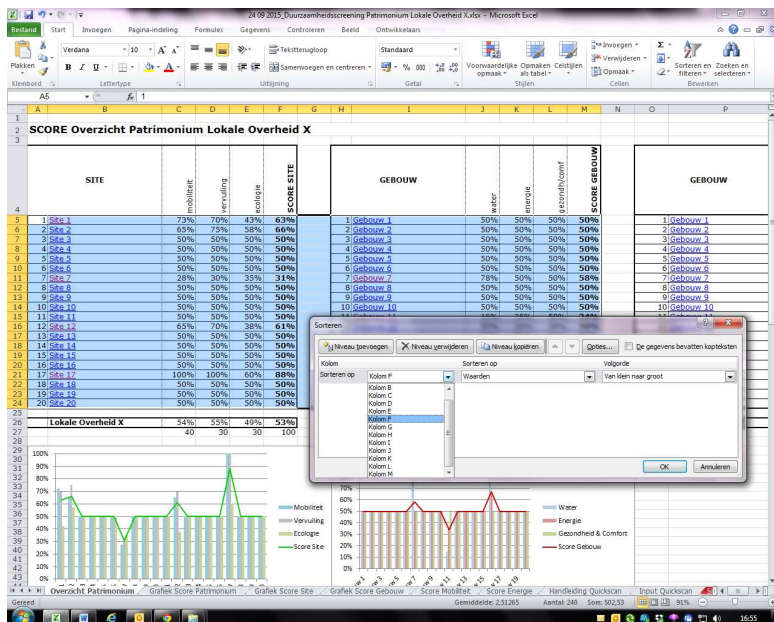 24 09 2015_Duurzaamheidsscreening Patrimonium Lokale Overheid X.xlsx - Microsoft Excel
Bestand Start Invoegen Pagina-indeling Formules Gegevens Controleren Beeld Ontwikkelaars
Verdana 10 Tekstterugloop Standaard Invoegen
Plakken B I U Samenvoegen en centreren % 000 Voorwaardelijke opmaak Opmaken als tabel Celstijlen Verwijderen Opmaak Sorteren en filteren Zoeken en selecteren
Klembord Lettertype Uitlijning Getal Stijlen Cellen Bewerken
A5 fx 1
A B C D E F G H I J K L M N O P
SCORE Overzicht Patrimonium Lokale Overheid X
SITE mobiliteit vervuiling ecologie SCORE SITE GEBOUW water energie gezondh/comf SCORE GEBOUW GEBOUW
1 Site 1 73% 70% 43% 63% 1 Gebouw 1 50% 50% 50% 50% 1 Gebouw 1
2 Site 2 65% 75% 58% 66% 2 Gebouw 2 50% 50% 50% 50% 2 Gebouw 2
3 Site 3 50% 50% 50% 50% 3 Gebouw 3 50% 50% 50% 50% 3 Gebouw 3
4 Site 4 50% 50% 50% 50% 4 Gebouw 4 50% 50% 50% 50% 4 Gebouw 4
5 Site 5 50% 50% 50% 50% 5 Gebouw 5 50% 50% 50% 50% 5 Gebouw 5
6 Site 6 50% 50% 50% 50% 6 Gebouw 6 50% 50% 50% 50% 6 Gebouw 6
7 Site 7 28% 30% 35% 31% 7 Gebouw 7 78% 50% 50% 58% 7 Gebouw 7
8 Site 8 50% 50% 50% 50% 8 Gebouw 8 50% 50% 50% 50% 8 Gebouw 8
9 Site 9 50% 50% 50% 50% 9 Gebouw 9 50% 50% 50% 50% 9 Gebouw 9
10 Site 10 50% 50% 50% 50% 10 Gebouw 10 50% 50% 50% 50% 10 Gebouw 10
11 Site 11 50% 50% 50% 50%
12 Site 12 65% 70% 38% 61%
13 Site 13 50% 50% 50% 50%
14 Site 14 50% 50% 50% 50%
15 Site 15 50% 50% 50% 50%
16 Site 16 50% 50% 50% 50%
17 Site 17 100% 100% 60% 88%
18 Site 18 50% 50% 50% 50%
19 Site 19 50% 50% 50% 50%
20 Site 20 50% 50% 50% 50%
Lokale Overheid X 54% 55% 49% 53%
40 30 30 100
Sorteren
Niveau toevoegen Niveau verwijderen Niveau kopiëren Opties... De gegevens bevatten kopteksten
Kolom Sorteren op Volgorde
Sorteren op Kolom F Waarden Van klein naar groot
Kolom B
Kolom C
Kolom D
Kolom E
Kolom F
Kolom G
Kolom H
Kolom I
Kolom J
Kolom K
Kolom L
Kolom M
OK Annuleren
100%
90%
80%
70%
60%
50%
40%
30%
20%
10%
Mobiliteit
Vervuiling
Ecologie
Score Site
70%
60%
50%
40%
30%
20%
10%
0%
Water
Energie
Gezondheid & Comfort
Score Gebouw
Overzicht Patrimonium Grafiek Score Patrimonium Grafiek Score Site Grafiek Score Gebouw Score Mobiliteit Score Energie Handleiding Quickscan Input Quickscan
Gereed Gemiddelde: 2,51265 Aantal: 240 Som: 502,53 91%
16:55